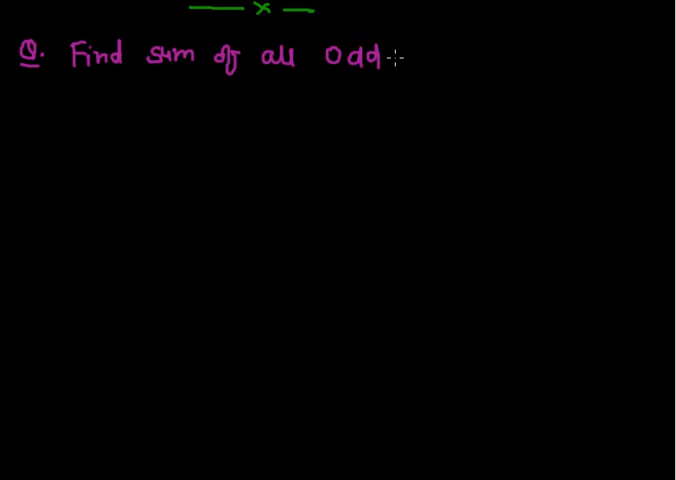 — x —
Q. Find sum of all Odd